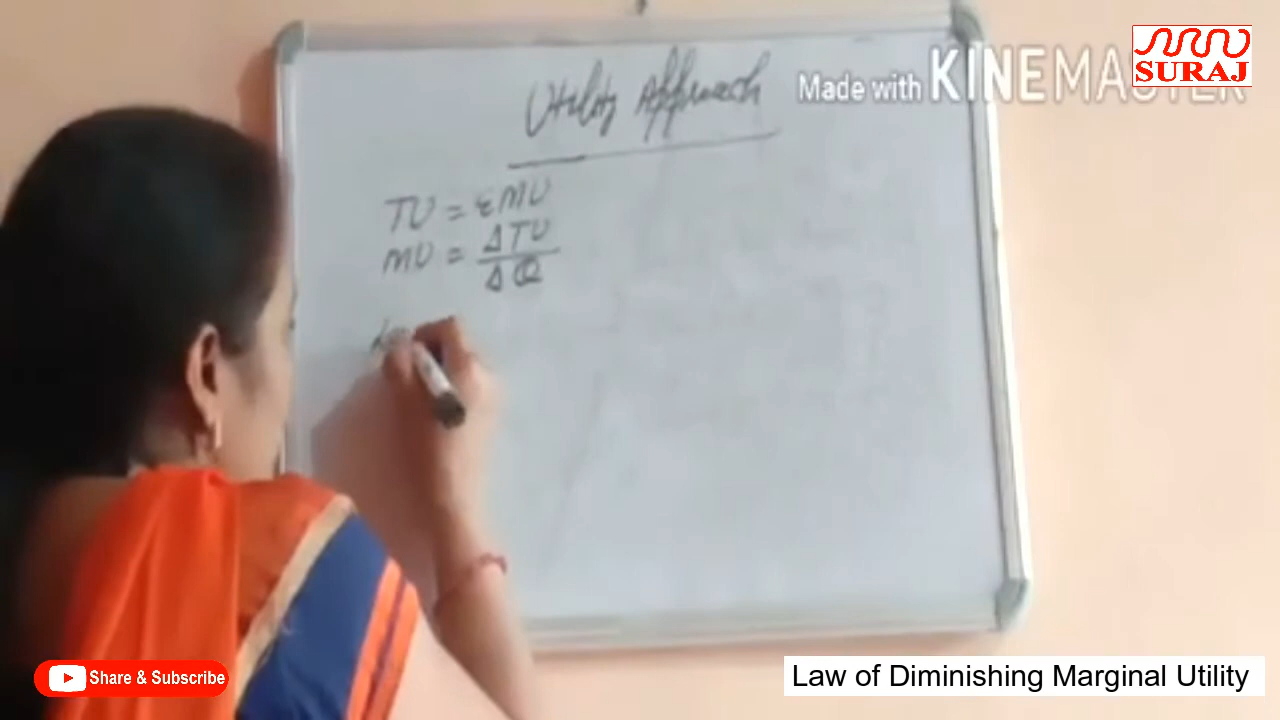 Utility Approach
Made with KINEMASTER
SURAJ
TU = ΣMU
MU = ΔTU / ΔQ
Share & Subscribe
Law of Diminishing Marginal Utility